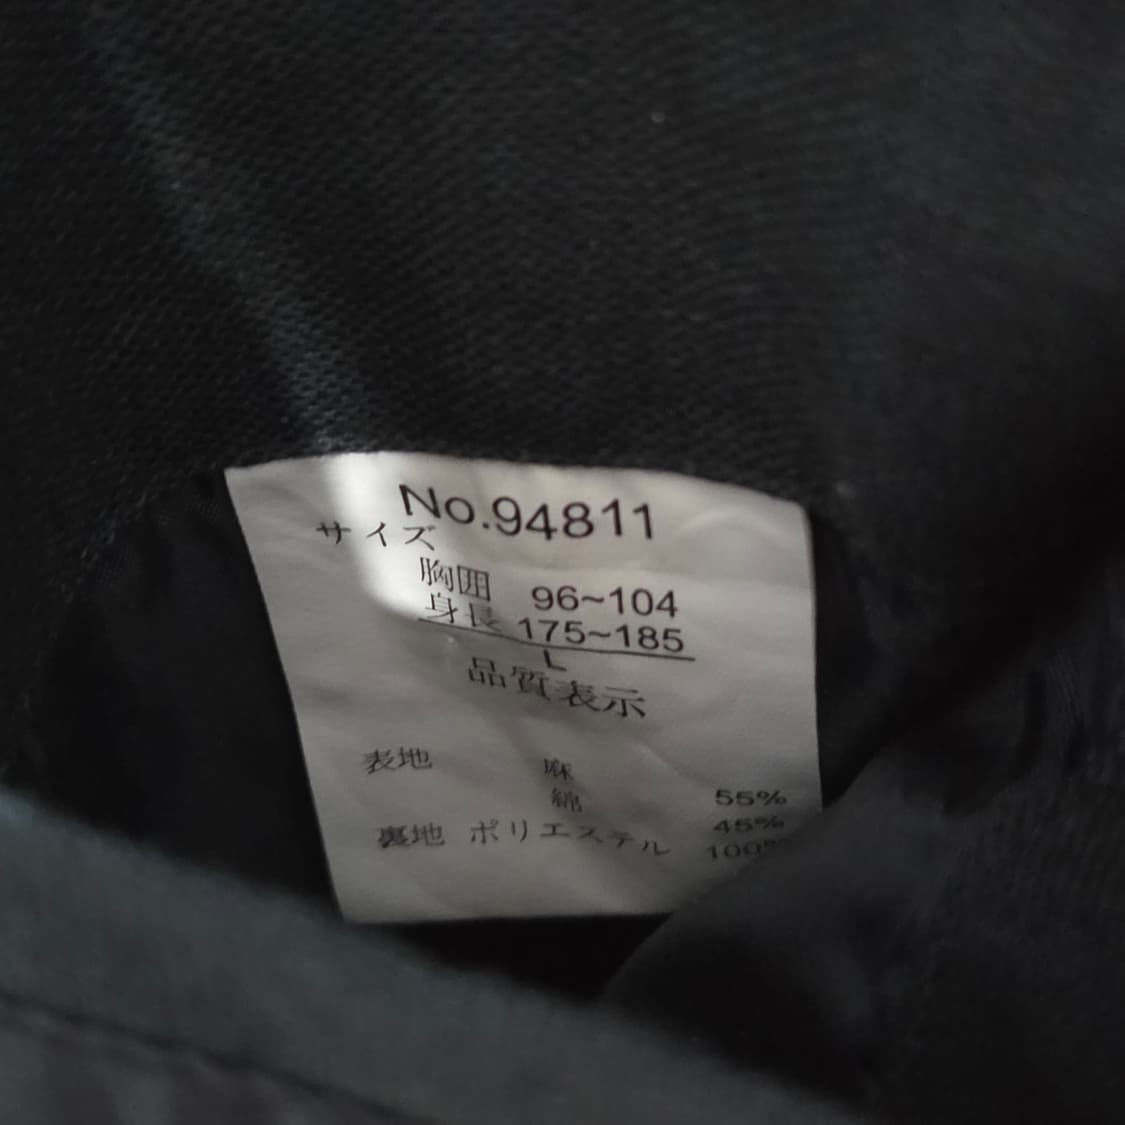 No.94811
サイズ
胸囲 96~104
身長 175~185
L
品質表示
表地 麻 55%
綿 45%
裏地 ポリエステル 100%